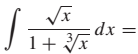 ∫ √x / (1 + ∛x) dx =